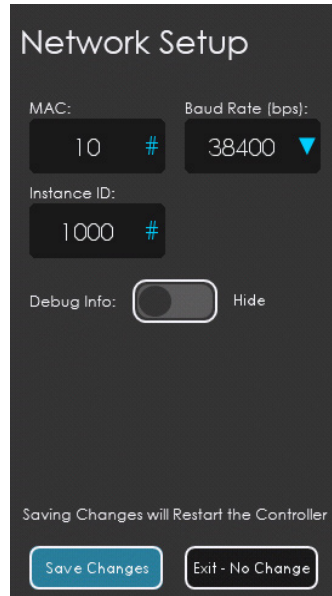 Network Setup
MAC: Baud Rate (bps):
10 # 38400
Instance ID:
1000 #
Debug Info: Hide
Saving Changes will Restart the Controller
Save Changes Exit - No Change